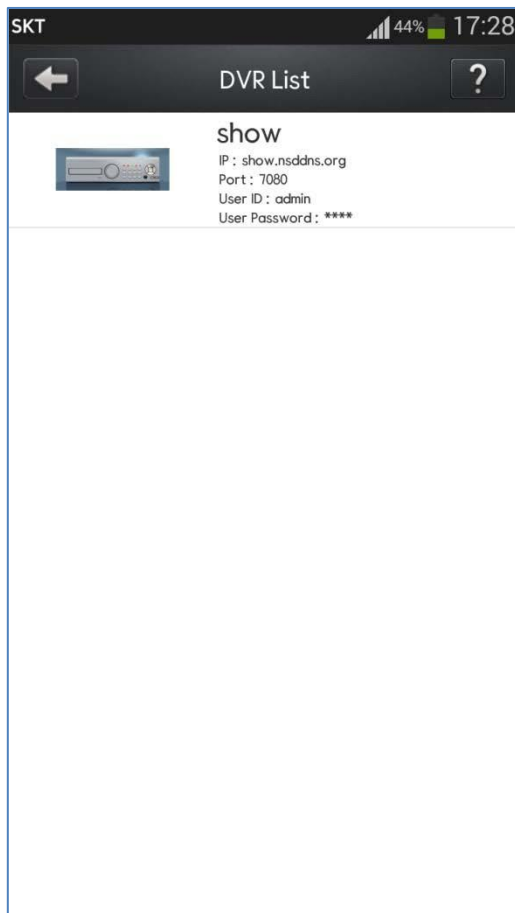 SKT 44% 17:28
DVR List ?
show
IP : show.nsddns.org
Port : 7080
User ID : admin
User Password : ****